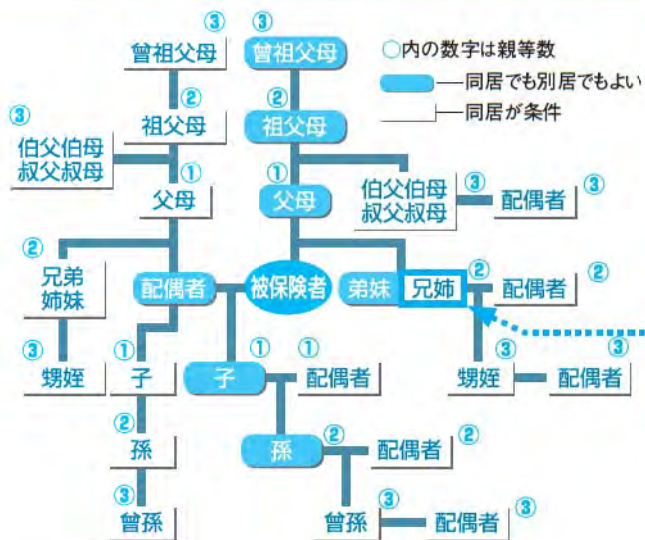 ③
曾祖父母
③
曾祖父母
○内の数字は親等数
同居でも別居でもよい
同居が条件
②
祖父母
②
祖父母
③
伯父伯母
叔父叔母
①
父母
①
父母
伯父伯母
叔父叔母
③
配偶者
③
②
兄弟
姉妹
配偶者
被保険者
弟妹
兄姉
②
配偶者
②
③
甥姪
①
子
①
子
①
配偶者
③
甥姪
③
配偶者
②
孫
孫
②
配偶者
②
③
曾孫
曾孫
③
配偶者
③